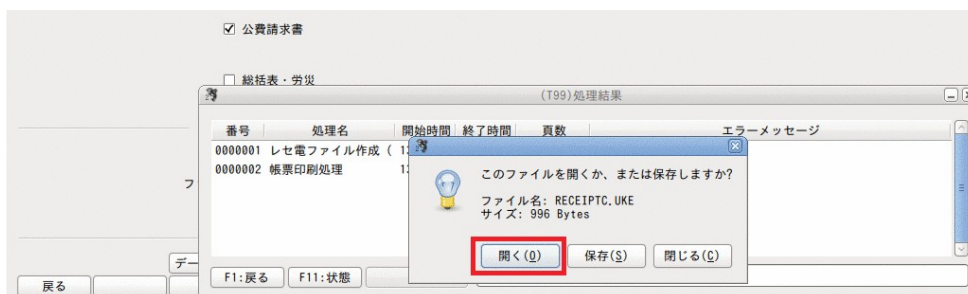 公費請求書
総括表・労災
(T99)処理結果
番号 処理名 開始時間 終了時間 頁数 エラーメッセージ
0000001 レセ電ファイル作成（
0000002 帳票印刷処理
このファイルを開くか、または保存しますか?
ファイル名: RECEIPTC.UKE
サイズ: 996 Bytes
開く(O) 保存(S) 閉じる(C)
F1:戻る F11:状態
戻る